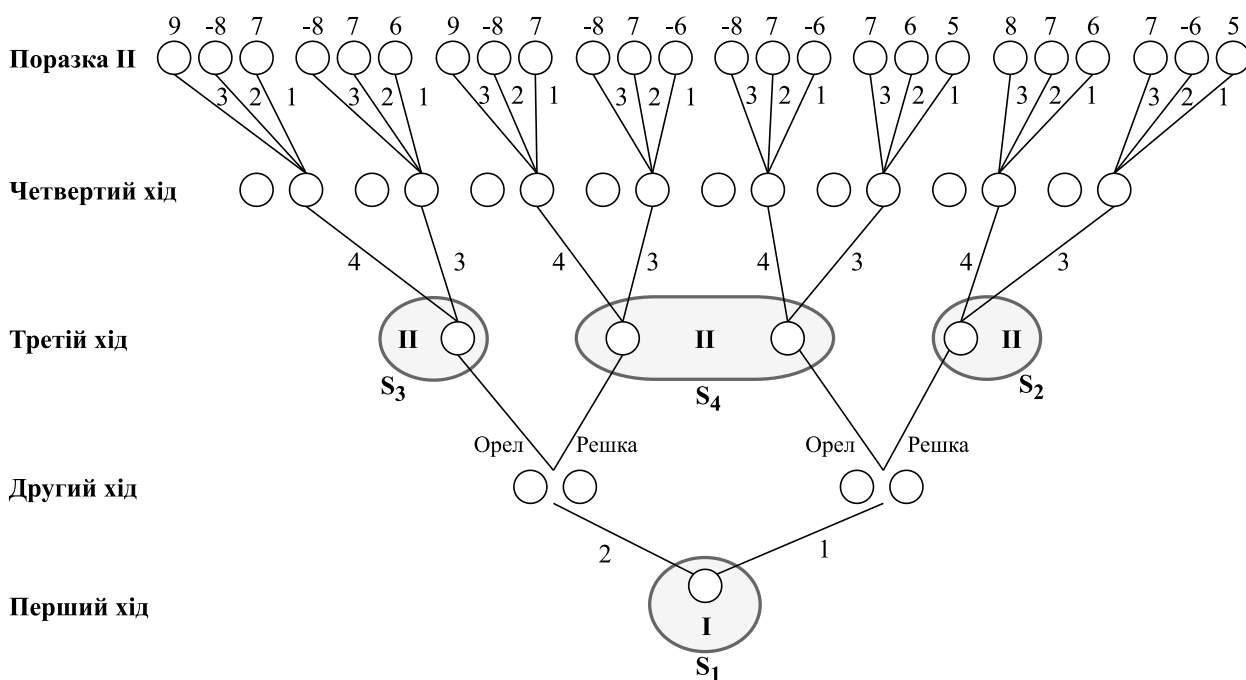 9 -8 7 -8 7 6 9 -8 7 -8 7 -6 -8 7 -6 7 6 5 8 7 6 7 -6 5
Поразка II
3 2 1 3 2 1 3 2 1 3 2 1 3 2 1 3 2 1 3 2 1 3 2 1
Четвертий хід
4 3 4 3 4 3 4 3
Третій хід II II II
S3 S4 S2
Орел Решка Орел Решка
Другий хід
2 1
Перший хід
I
S1